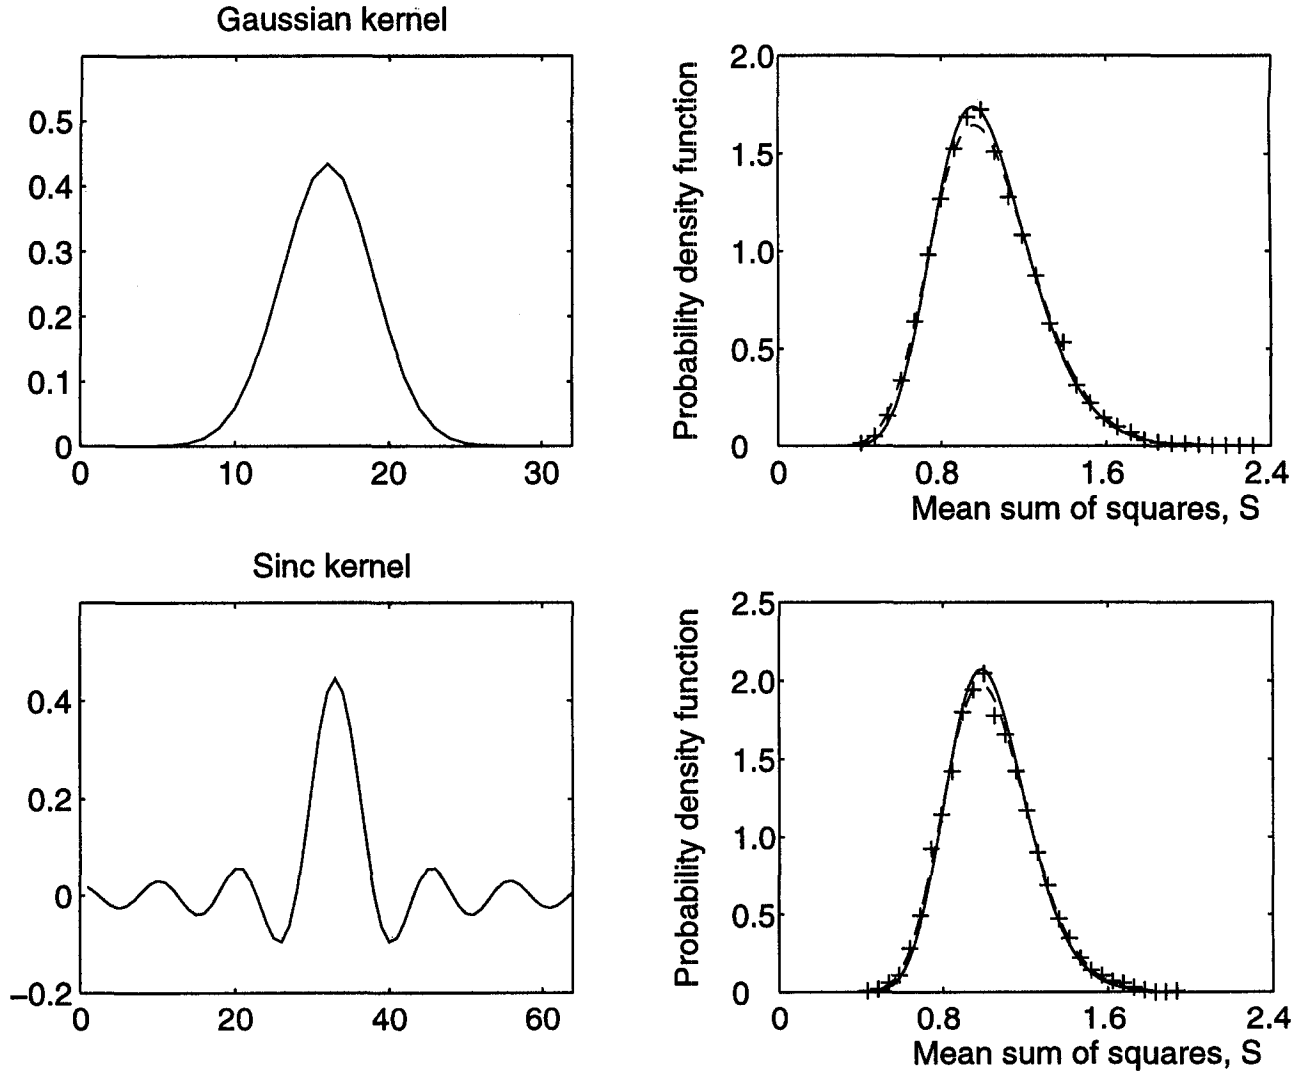 Gaussian kernel
0.5
0.4
0.3
0.2
0.1
0
0 10 20 30
Probability density function
2.0
1.5
1.0
0.5
0
0 0.8 1.6 2.4
Mean sum of squares, S
Sinc kernel
0.4
0.2
0
−0.2
0 20 40 60
Probability density function
2.5
2.0
1.5
1.0
0.5
0
0 0.8 1.6 2.4
Mean sum of squares, S